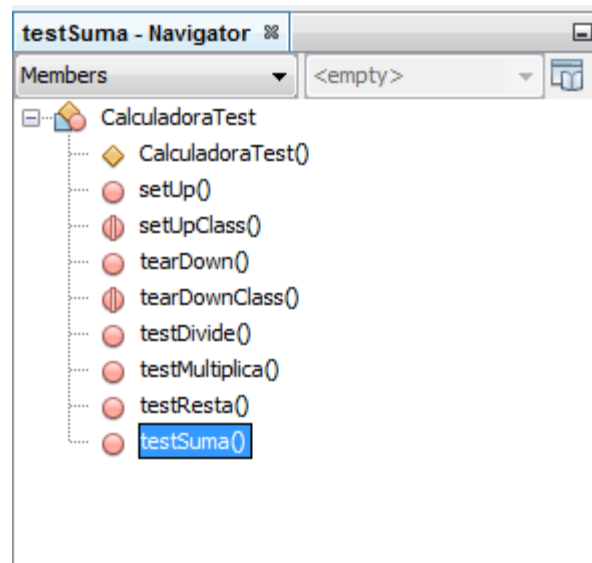 testSuma - Navigator
Members <empty>
CalculadoraTest
CalculadoraTest()
setUp()
setUpClass()
tearDown()
tearDownClass()
testDivide()
testMultiplica()
testResta()
testSuma()